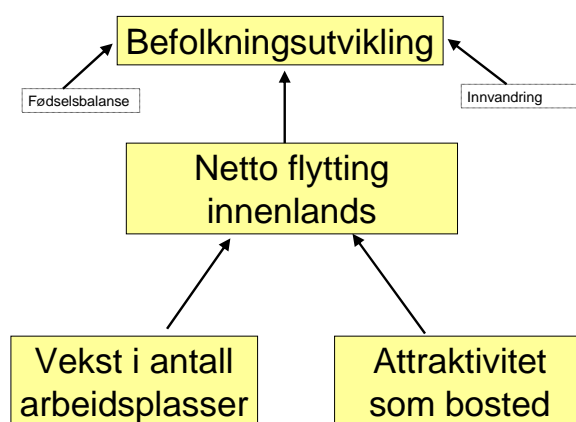 Befolkningsutvikling
Fødselsbalanse
Innvandring
Netto flytting
innenlands
Vekst i antall
arbeidsplasser
Attraktivitet
som bosted